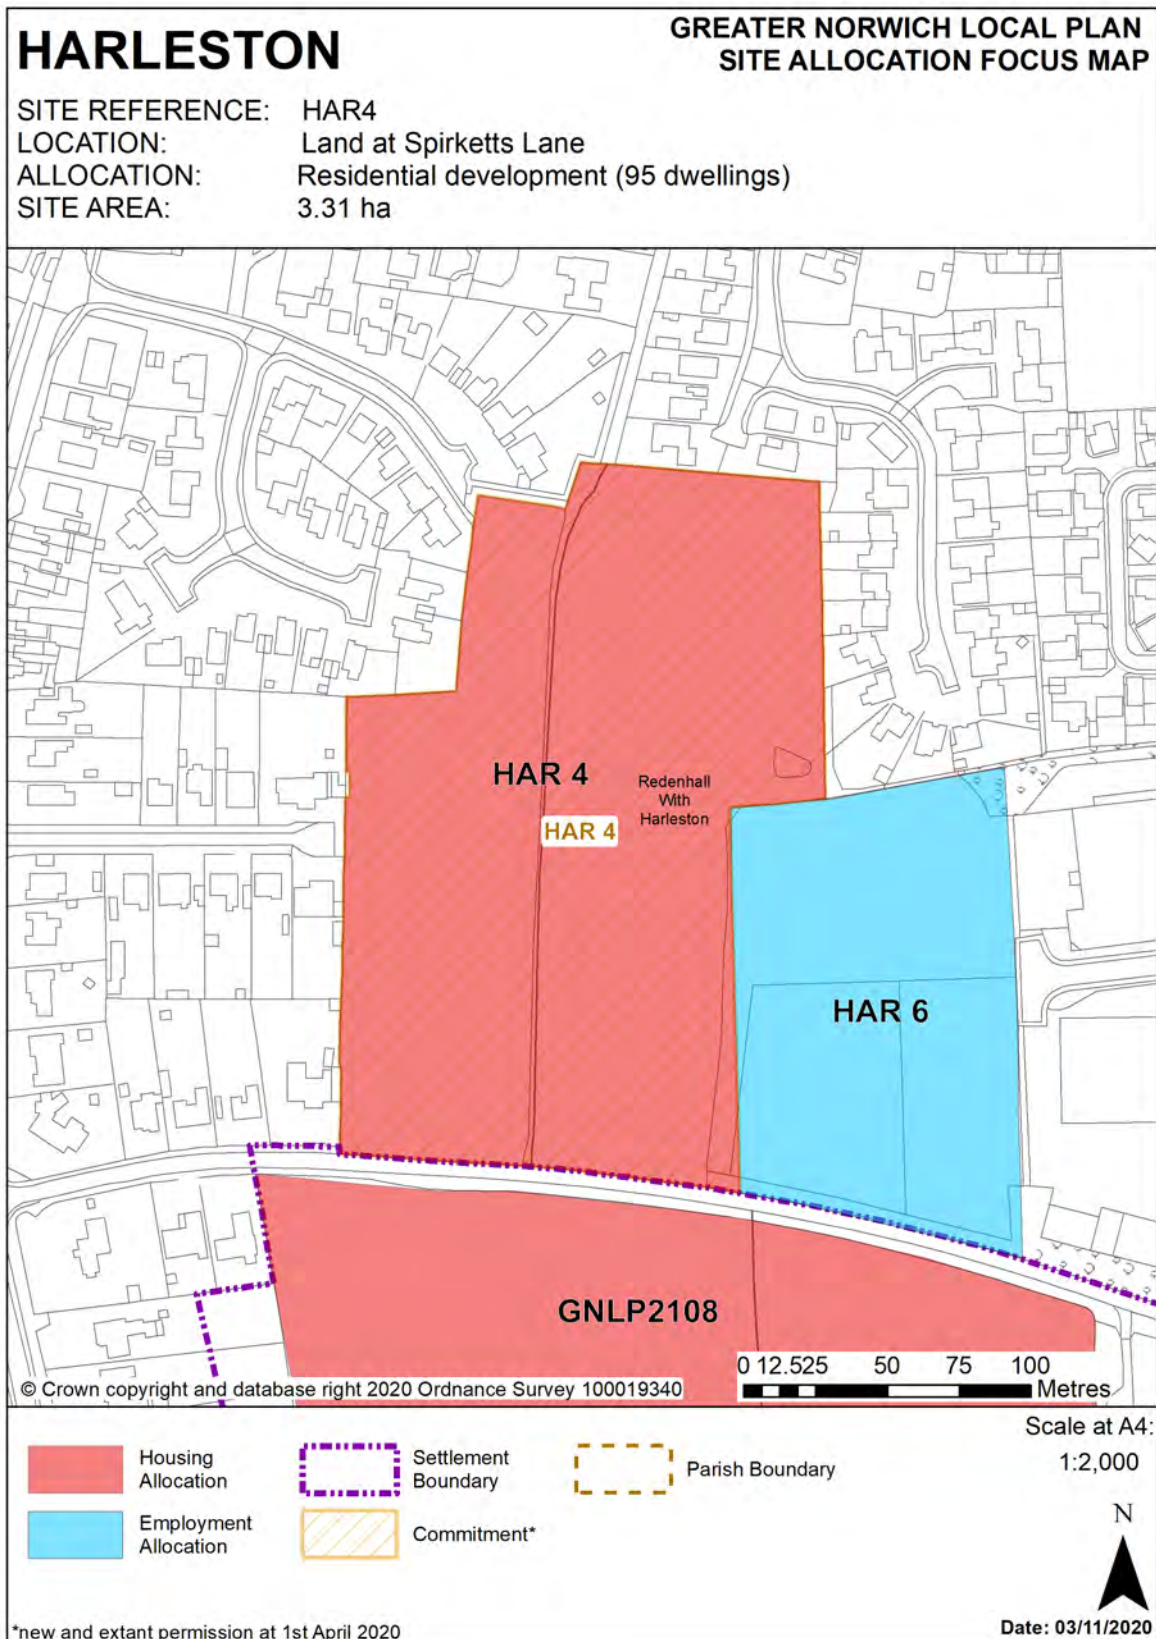 HARLESTON
GREATER NORWICH LOCAL PLAN
SITE ALLOCATION FOCUS MAP
SITE REFERENCE: HAR4
LOCATION: Land at Spirketts Lane
ALLOCATION: Residential development (95 dwellings)
SITE AREA: 3.31 ha
HAR 4
Redenhall
With
Harleston
HAR 4
HAR 6
GNLP2108
0 12.525 50 75 100
Metres
© Crown copyright and database right 2020 Ordnance Survey 100019340
Housing
Allocation
Settlement
Boundary
Parish Boundary
Employment
Allocation
Commitment*
Scale at A4:
1:2,000
N
*new and extant permission at 1st April 2020
Date: 03/11/2020